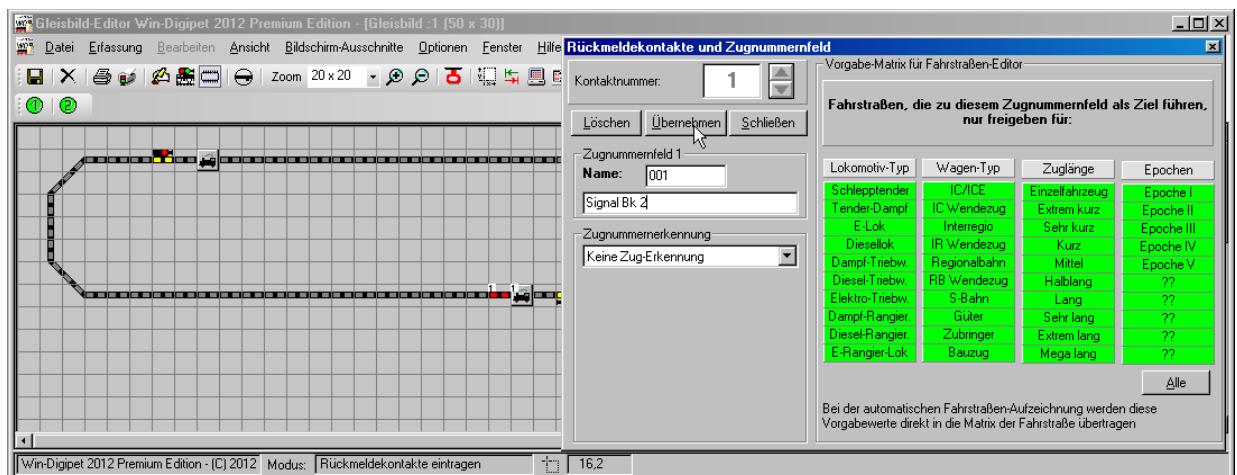 Gleisbild-Editor Win-Digipet 2012 Premium Edition - [Gleisbild :1 (50 x 30)]
Datei Erfassung Bearbeiten Ansicht Bildschirm-Ausschnitte Optionen Fenster Hilfe
Zoom 20 x 20
1 2
Rückmeldekontakte und Zugnummernfeld
Kontaktnummer: 1
Löschen Übernehmen Schließen
Zugnummernfeld 1
Name: 001
Signal Bk 2
Zugnummernerkennung
Keine Zug-Erkennung
Vorgabe-Matrix für Fahrstraßen-Editor
Fahrstraßen, die zu diesem Zugnummernfeld als Ziel führen,
nur freigeben für:
Lokomotiv-Typ Wagen-Typ Zuglänge Epochen
Schlepptender IC/ICE Einzelfahrzeug Epoche I
Tender-Dampf IC Wendezug Extrem kurz Epoche II
E-Lok Interregio Sehr kurz Epoche III
Diesellok IR Wendezug Kurz Epoche IV
Dampf-Triebw. Regionalbahn Mittel Epoche V
Diesel-Triebw. RB Wendezug Halblang ??
Elektro-Triebw. S-Bahn Lang ??
Dampf-Rangier. Güter Sehr lang ??
Diesel-Rangier. Zubringer Extrem lang ??
E-Rangier-Lok Bauzug Mega lang ??
Alle
Bei der automatischen Fahrstraßen-Aufzeichnung werden diese
Vorgabewerte direkt in die Matrix der Fahrstraße übertragen
1 1
Win-Digipet 2012 Premium Edition - (C) 2012 Modus: Rückmeldekontakte eintragen 16,2